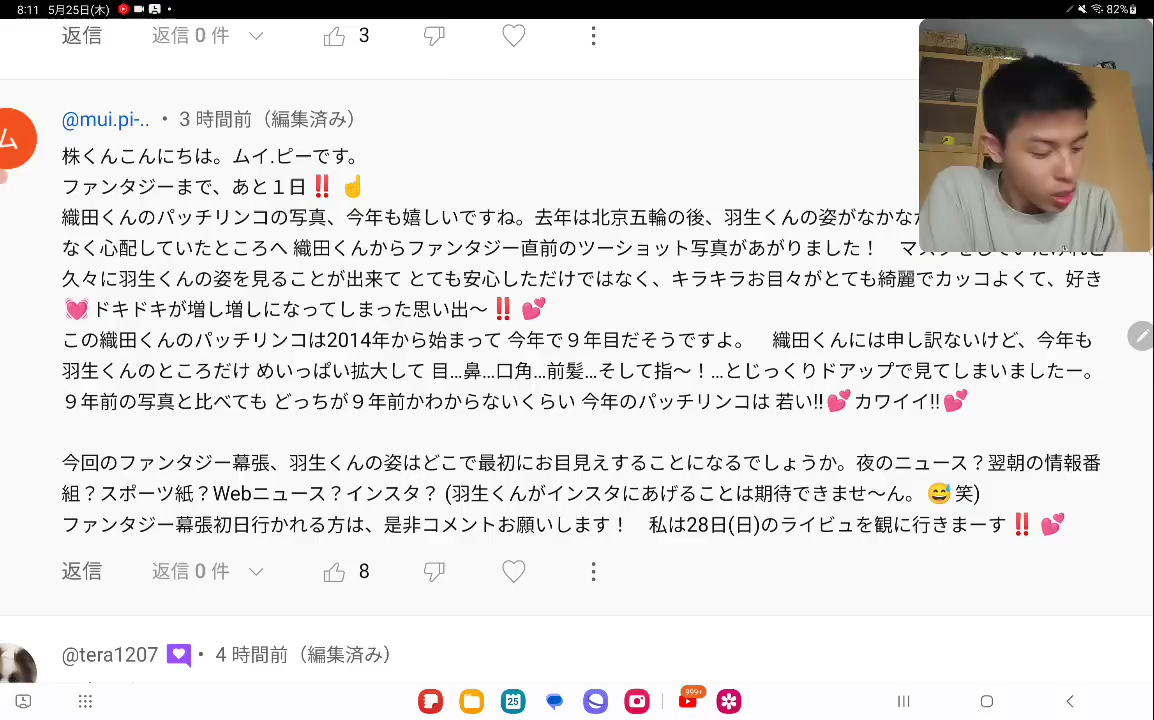 8:11 5月25日(木) 82%
返信 返信 0 件 3
ム
@mui.pi-.. ・ 3 時間前（編集済み）
株くんこんにちは。ムイ.ピーです。
ファンタジーまで、あと１日‼️ ☝️
織田くんのパッチリンコの写真、今年も嬉しいですね。去年は北京五輪の後、羽生くんの姿がなかな
なく心配していたところへ 織田くんからファンタジー直前のツーショット写真があがりました！
久々に羽生くんの姿を見ることが出来て とても安心しただけではなく、キラキラお目々がとても綺麗でカッコよくて、好き
💓ドキドキが増し増しになってしまった思い出〜‼️ 💕
この織田くんのパッチリンコは2014年から始まって 今年で９年目だそうですよ。　織田くんには申し訳ないけど、今年も
羽生くんのところだけ めいっぱい拡大して 目...鼻...口角...前髪...そして指〜！...とじっくりドアップで見てしまいましたー。
９年前の写真と比べても どっちが９年前かわからないくらい 今年のパッチリンコは 若い!!💕カワイイ!!💕
今回のファンタジー幕張、羽生くんの姿はどこで最初にお目見えすることになるでしょうか。夜のニュース？翌朝の情報番
組？スポーツ紙？Webニュース？インスタ？ (羽生くんがインスタにあげることは期待できませ〜ん。😅笑)
ファンタジー幕張初日行かれる方は、是非コメントお願いします！　私は28日(日)のライビュを観に行きまーす‼️ 💕
返信 返信 0 件 8
@tera1207 ・ 4 時間前（編集済み）
25 999+